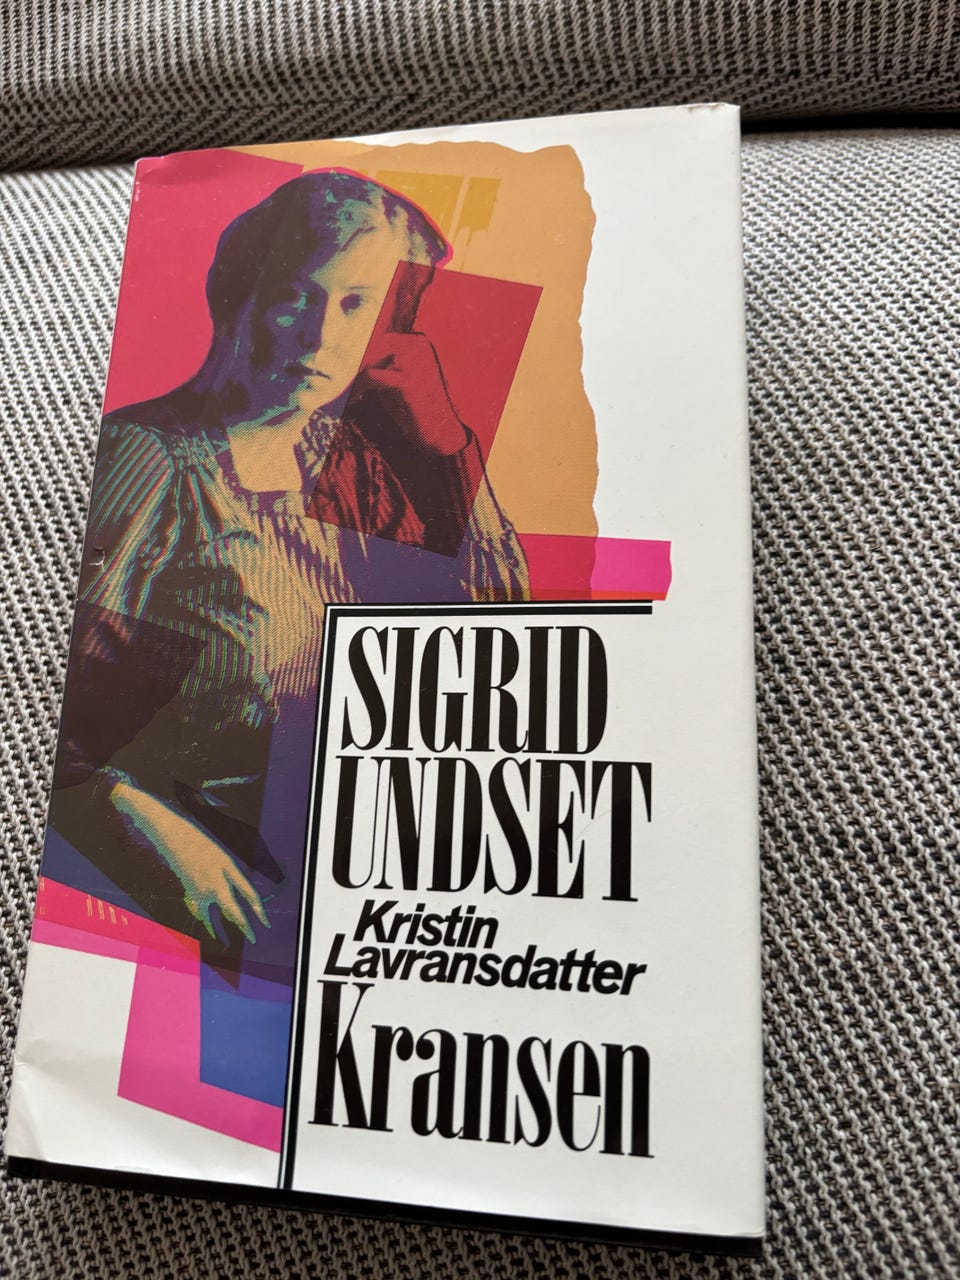 SIGRID
UNDSET
Kristin
Lavransdatter
Kransen